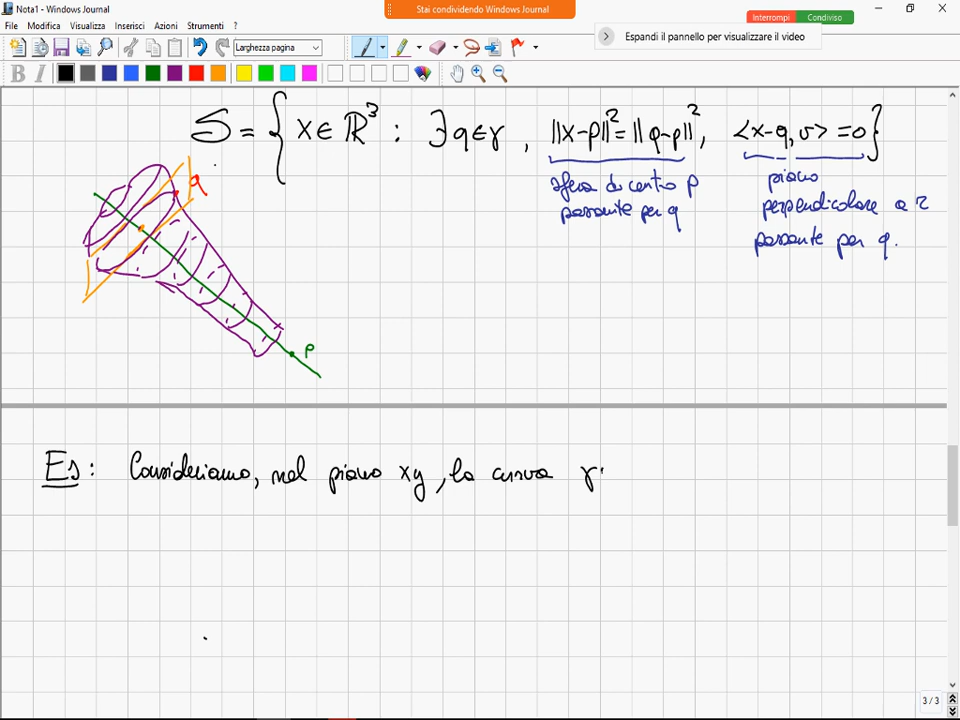 Nota1 - Windows Journal
Stai condividendo Windows Journal
Interrompi Condiviso
File Modifica Visualizza Inserisci Azioni Strumenti ?
Larghezza pagina
Espandi il pannello per visualizzare il video
B I
S = { x ∈ ℝ³ : ∃ q ∈ γ , ||x-p||² = ||q-p||², <x-q, v> = 0 }
sfera di centro p
passante per q
piano
perpendicolare a r
passante per q.
q
p
Es: Consideriamo, nel piano xy, la curva γ:
3 / 3